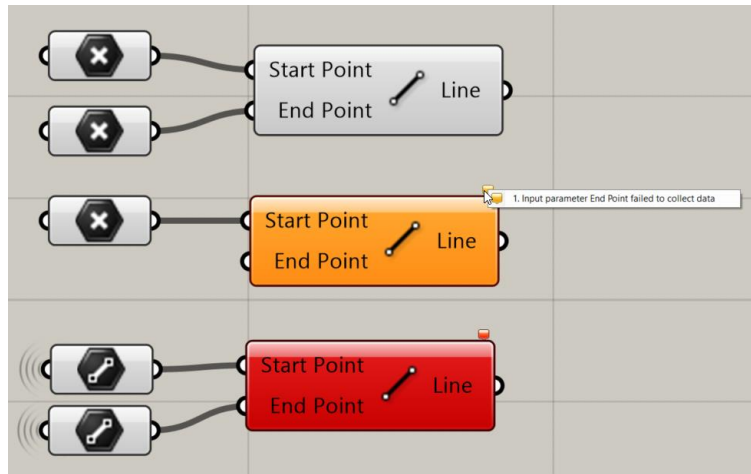 Start Point
Line
End Point
1. Input parameter End Point failed to collect data
Start Point
Line
End Point
Start Point
Line
End Point